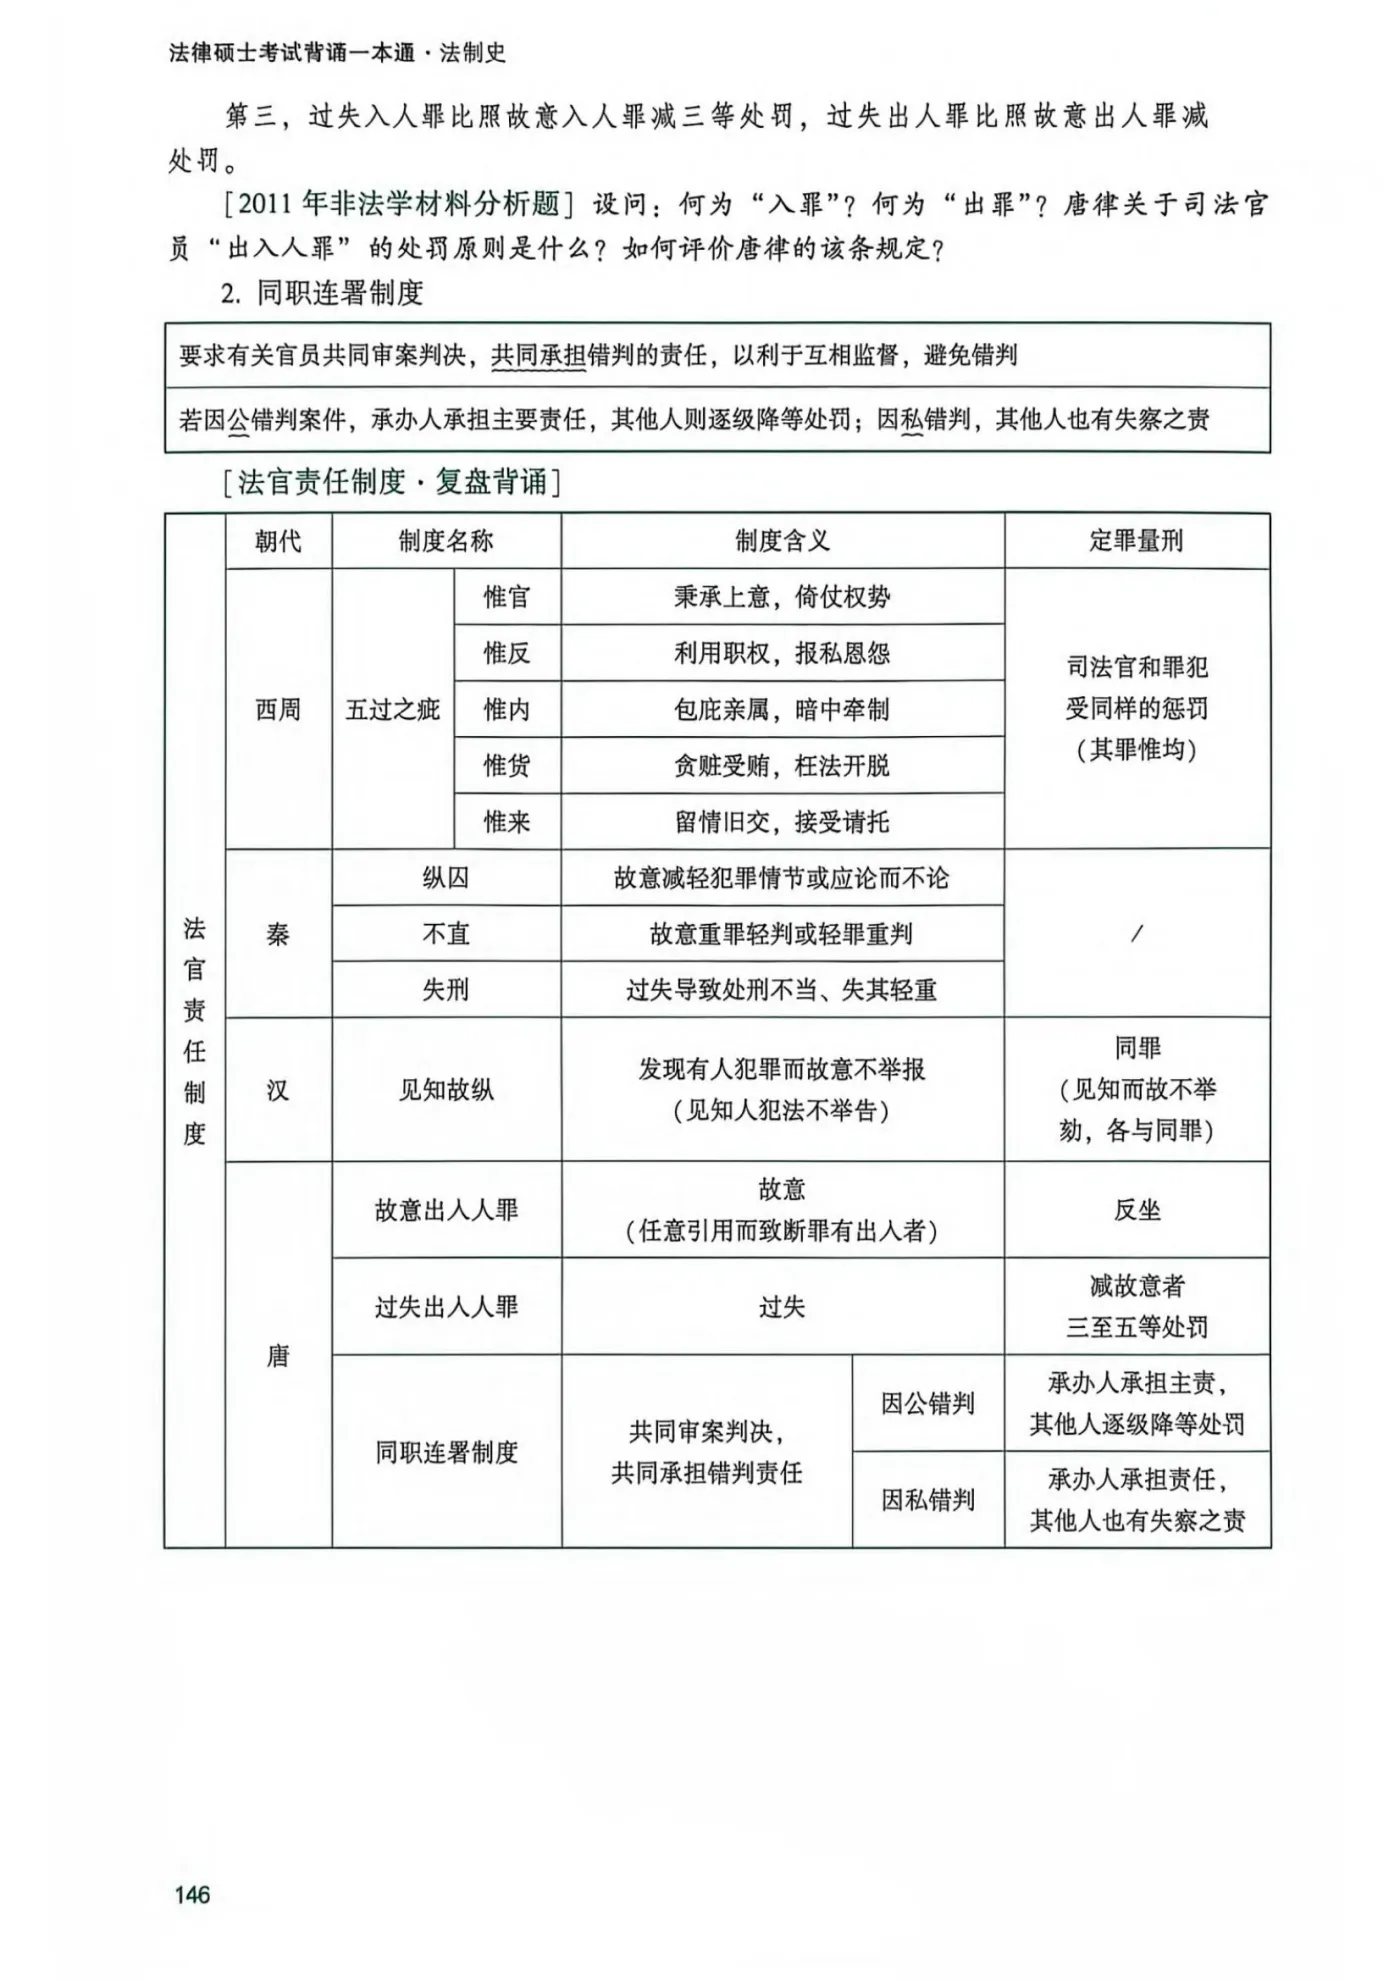 法律硕士考试背诵一本通·法制史
第三，过失入人罪比照故意入人罪减三等处罚，过失出人罪比照故意出人罪减
处罚。
[2011 年非法学材料分析题] 设问：何为“入罪”？何为“出罪”？唐律关于司法官
员“出入人罪”的处罚原则是什么？如何评价唐律的该条规定？
2. 同职连署制度
要求有关官员共同审案判决，共同承担错判的责任，以利于互相监督，避免错判
若因公错判案件，承办人承担主要责任，其他人则逐级降等处罚；因私错判，其他人也有失察之责
[法官责任制度·复盘背诵]
法官责任制度
朝代 制度名称 制度含义 定罪量刑
西周 五过之疵
惟官 秉承上意，倚仗权势
惟反 利用职权，报私恩怨
惟内 包庇亲属，暗中牵制
惟货 贪赃受贿，枉法开脱
惟来 留情旧交，接受请托
司法官和罪犯
受同样的惩罚
(其罪惟均)
秦
纵囚 故意减轻犯罪情节或应论而不论
不直 故意重罪轻判或轻罪重判
失刑 过失导致处刑不当、失其轻重
/
汉 见知故纵
发现有人犯罪而故意不举报
(见知人犯法不举告)
同罪
(见知而故不举
劾，各与同罪)
唐
故意出入人罪
故意
(任意引用而致断罪有出入者)
反坐
过失出入人罪 过失
减故意者
三至五等处罚
同职连署制度
共同审案判决，
共同承担错判责任
因公错判
承办人承担主责，
其他人逐级降等处罚
因私错判
承办人承担责任，
其他人也有失察之责
146